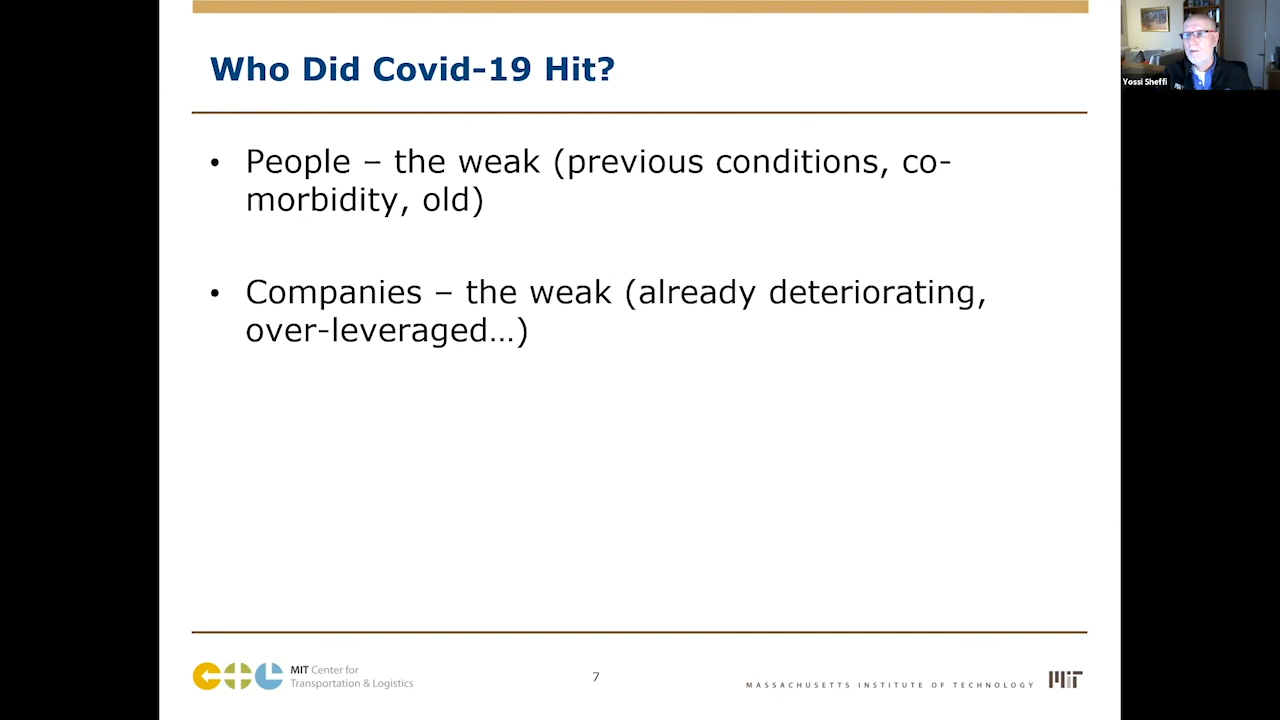 Who Did Covid-19 Hit?
• People – the weak (previous conditions, co-
morbidity, old)
• Companies – the weak (already deteriorating,
over-leveraged…)
MIT Center for
Transportation & Logistics
7
MASSACHUSETTS INSTITUTE OF TECHNOLOGY
MIT
Yossi Sheffi